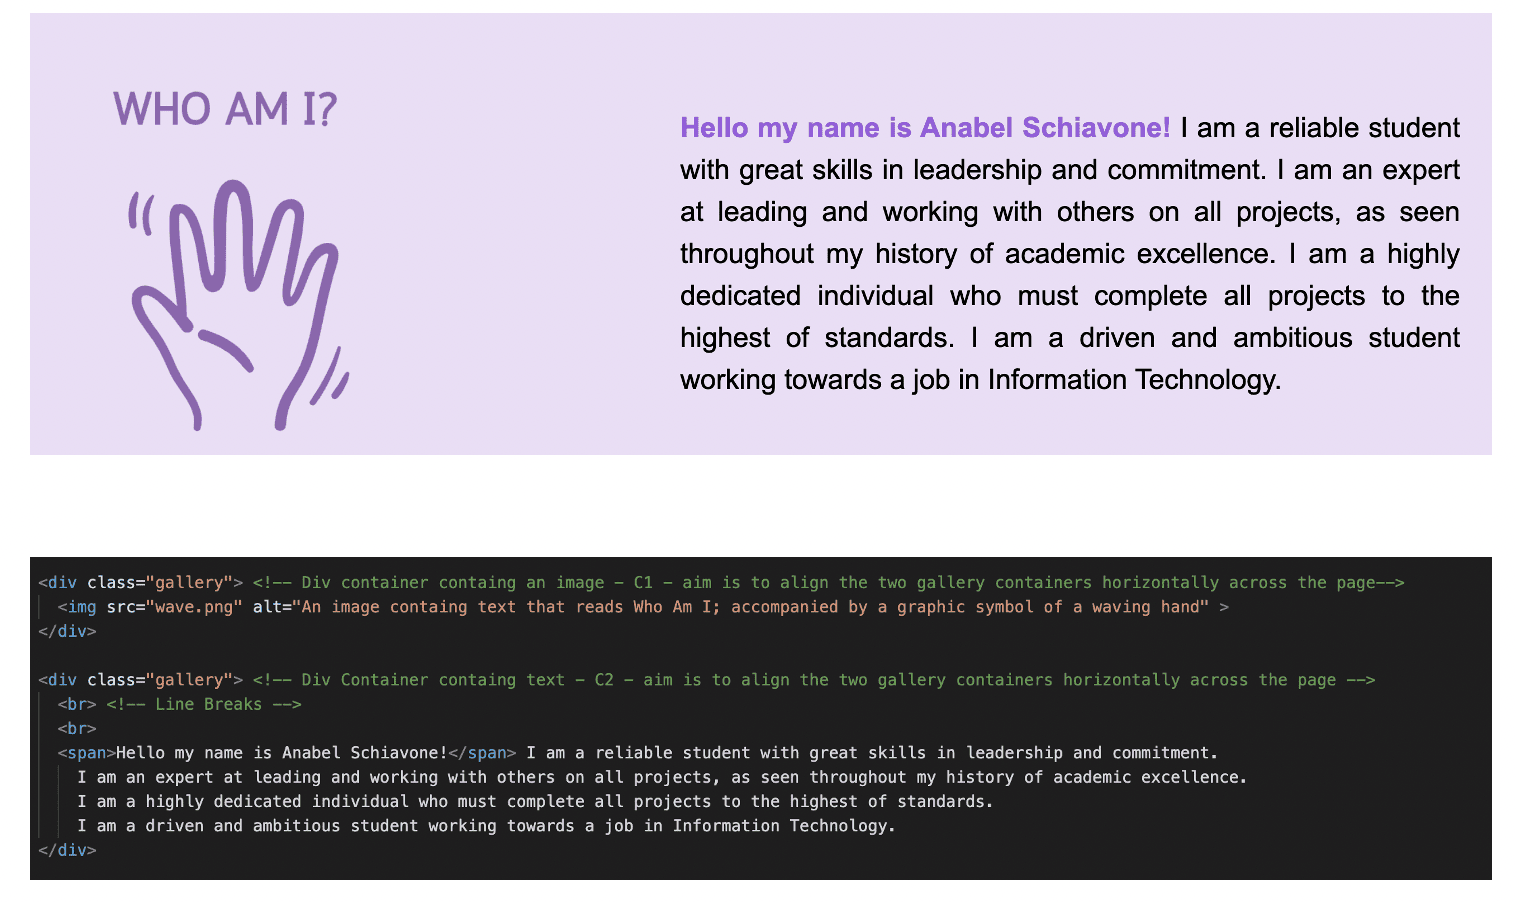 WHO AM I?
Hello my name is Anabel Schiavone! I am a reliable student
with great skills in leadership and commitment. I am an expert
at leading and working with others on all projects, as seen
throughout my history of academic excellence. I am a highly
dedicated individual who must complete all projects to the
highest of standards. I am a driven and ambitious student
working towards a job in Information Technology.
<div class="gallery"> <!-- Div container containg an image - C1 - aim is to align the two gallery containers horizontally across the page-->
<img src="wave.png" alt="An image containg text that reads Who Am I; accompanied by a graphic symbol of a waving hand" >
</div>
<div class="gallery"> <!-- Div Container containg text - C2 - aim is to align the two gallery containers horizontally across the page -->
<br> <!-- Line Breaks -->
<br>
<span>Hello my name is Anabel Schiavone!</span> I am a reliable student with great skills in leadership and commitment.
I am an expert at leading and working with others on all projects, as seen throughout my history of academic excellence.
I am a highly dedicated individual who must complete all projects to the highest of standards.
I am a driven and ambitious student working towards a job in Information Technology.
</div>